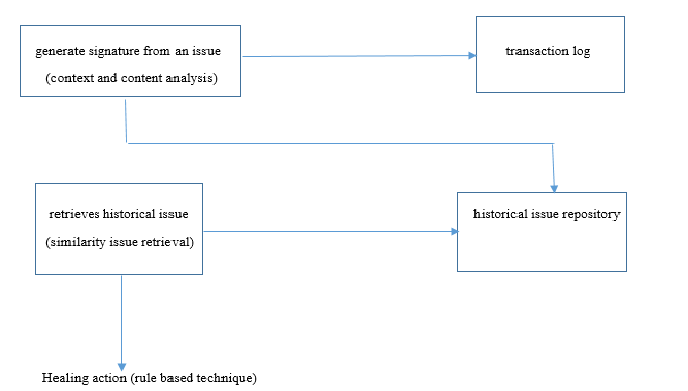 generate signature from an issue
(context and content analysis)
transaction log
retrieves historical issue
(similarity issue retrieval)
historical issue repository
Healing action (rule based technique)